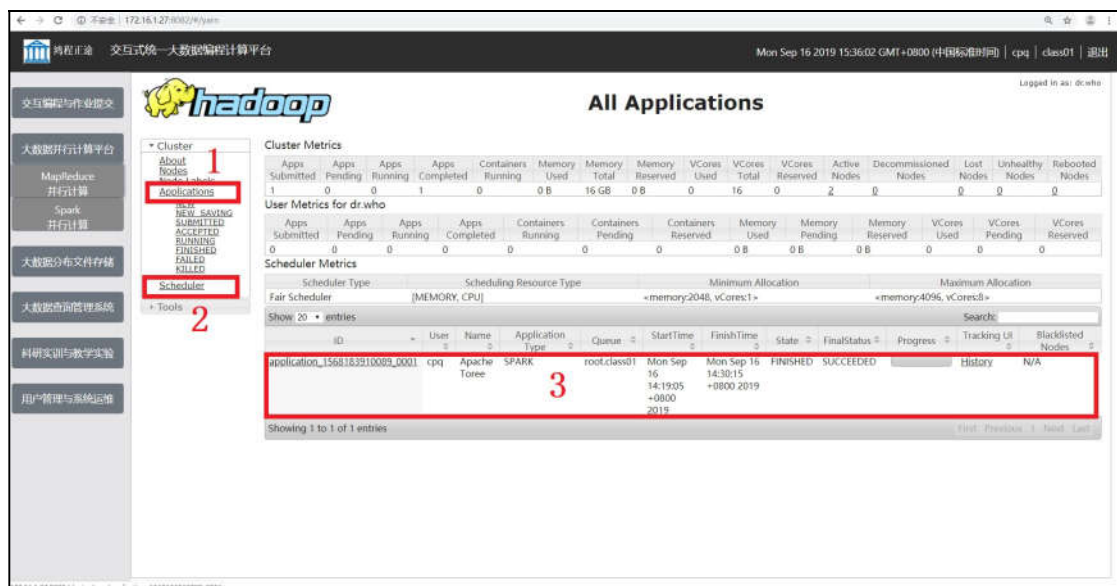 不安全 | 172.16.1.27:8082/#/yarn
鸿程正途 交互式统一大数据编程计算平台
Mon Sep 16 2019 15:36:02 GMT+0800 (中国标准时间) | cpq | class01 | 退出
Logged in as: dr.who
hadoop
All Applications
交互编程与作业提交
大数据并行计算平台
MapReduce
并行计算
Spark
并行计算
大数据分布文件存储
大数据查询管理系统
科研实训与教学实验
用户管理与系统运维
Cluster
1
About
Nodes
Node Labels
Applications
NEW
NEW_SAVING
SUBMITTED
ACCEPTED
RUNNING
FINISHED
FAILED
KILLED
Scheduler
Tools
2
Cluster Metrics
Apps Submitted Apps Pending Apps Running Apps Completed Containers Running Memory Used Memory Total Memory Reserved VCores Used VCores Total VCores Reserved Active Nodes Decommissioned Nodes Lost Nodes Unhealthy Nodes Rebooted Nodes
1 0 0 1 0 0 B 16 GB 0 B 0 16 0 2 0 0 0 0
User Metrics for dr.who
Apps Submitted Apps Pending Apps Running Apps Completed Containers Running Containers Pending Containers Reserved Memory Used Memory Pending Memory Reserved VCores Used VCores Pending VCores Reserved
0 0 0 0 0 0 0 0 B 0 B 0 B 0 0 0
Scheduler Metrics
Scheduler Type Scheduling Resource Type Minimum Allocation Maximum Allocation
Fair Scheduler [MEMORY, CPU] <memory:2048, vCores:1> <memory:4096, vCores:8>
Show 20 entries Search:
ID User Name Application Type Queue StartTime FinishTime State FinalStatus Progress Tracking UI Blacklisted Nodes
application_1568183910089_0001 cpq Apache Toree SPARK root.class01 Mon Sep 16 14:19:05 +0800 2019 Mon Sep 16 14:30:15 +0800 2019 FINISHED SUCCEEDED History N/A
3
Showing 1 to 1 of 1 entries First Previous 1 Next Last